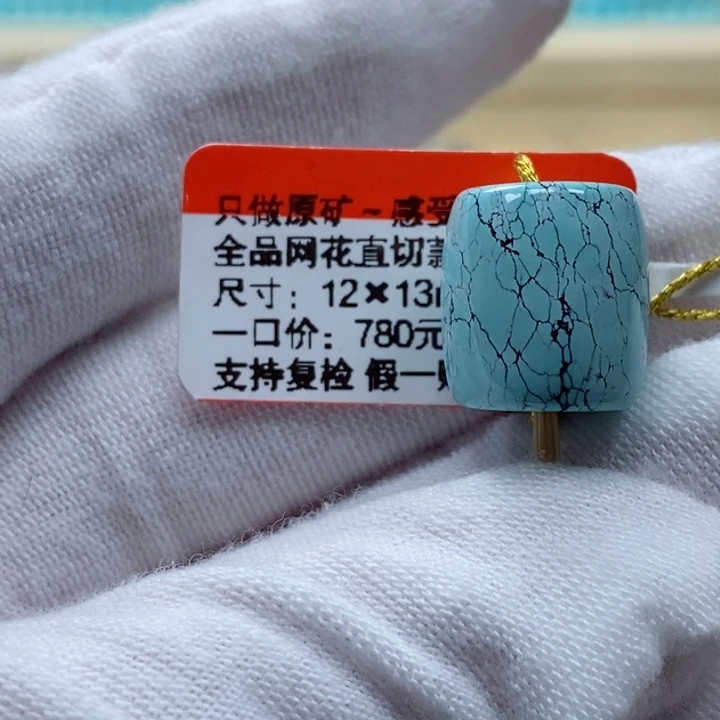 只做原矿~感受
全品网花直切款
尺寸：12×13
一口价：780元
支持复检 假一